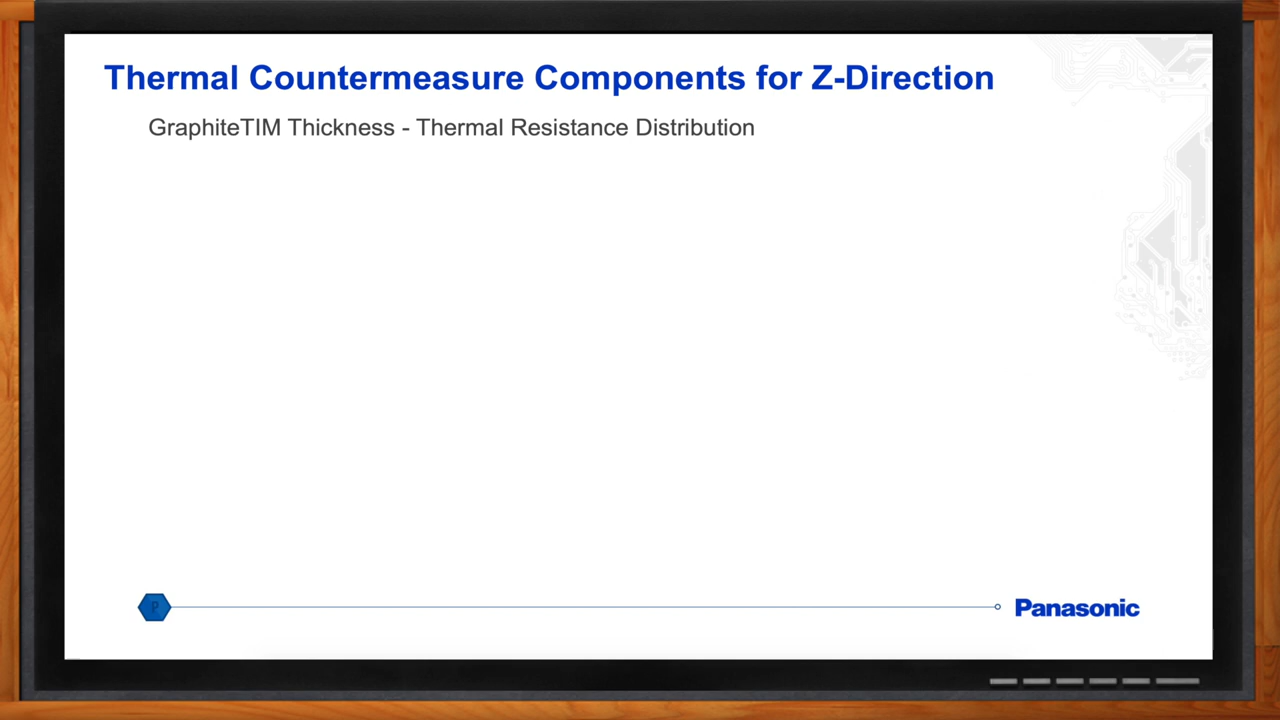 Thermal Countermeasure Components for Z-Direction
GraphiteTIM Thickness - Thermal Resistance Distribution
P
Panasonic